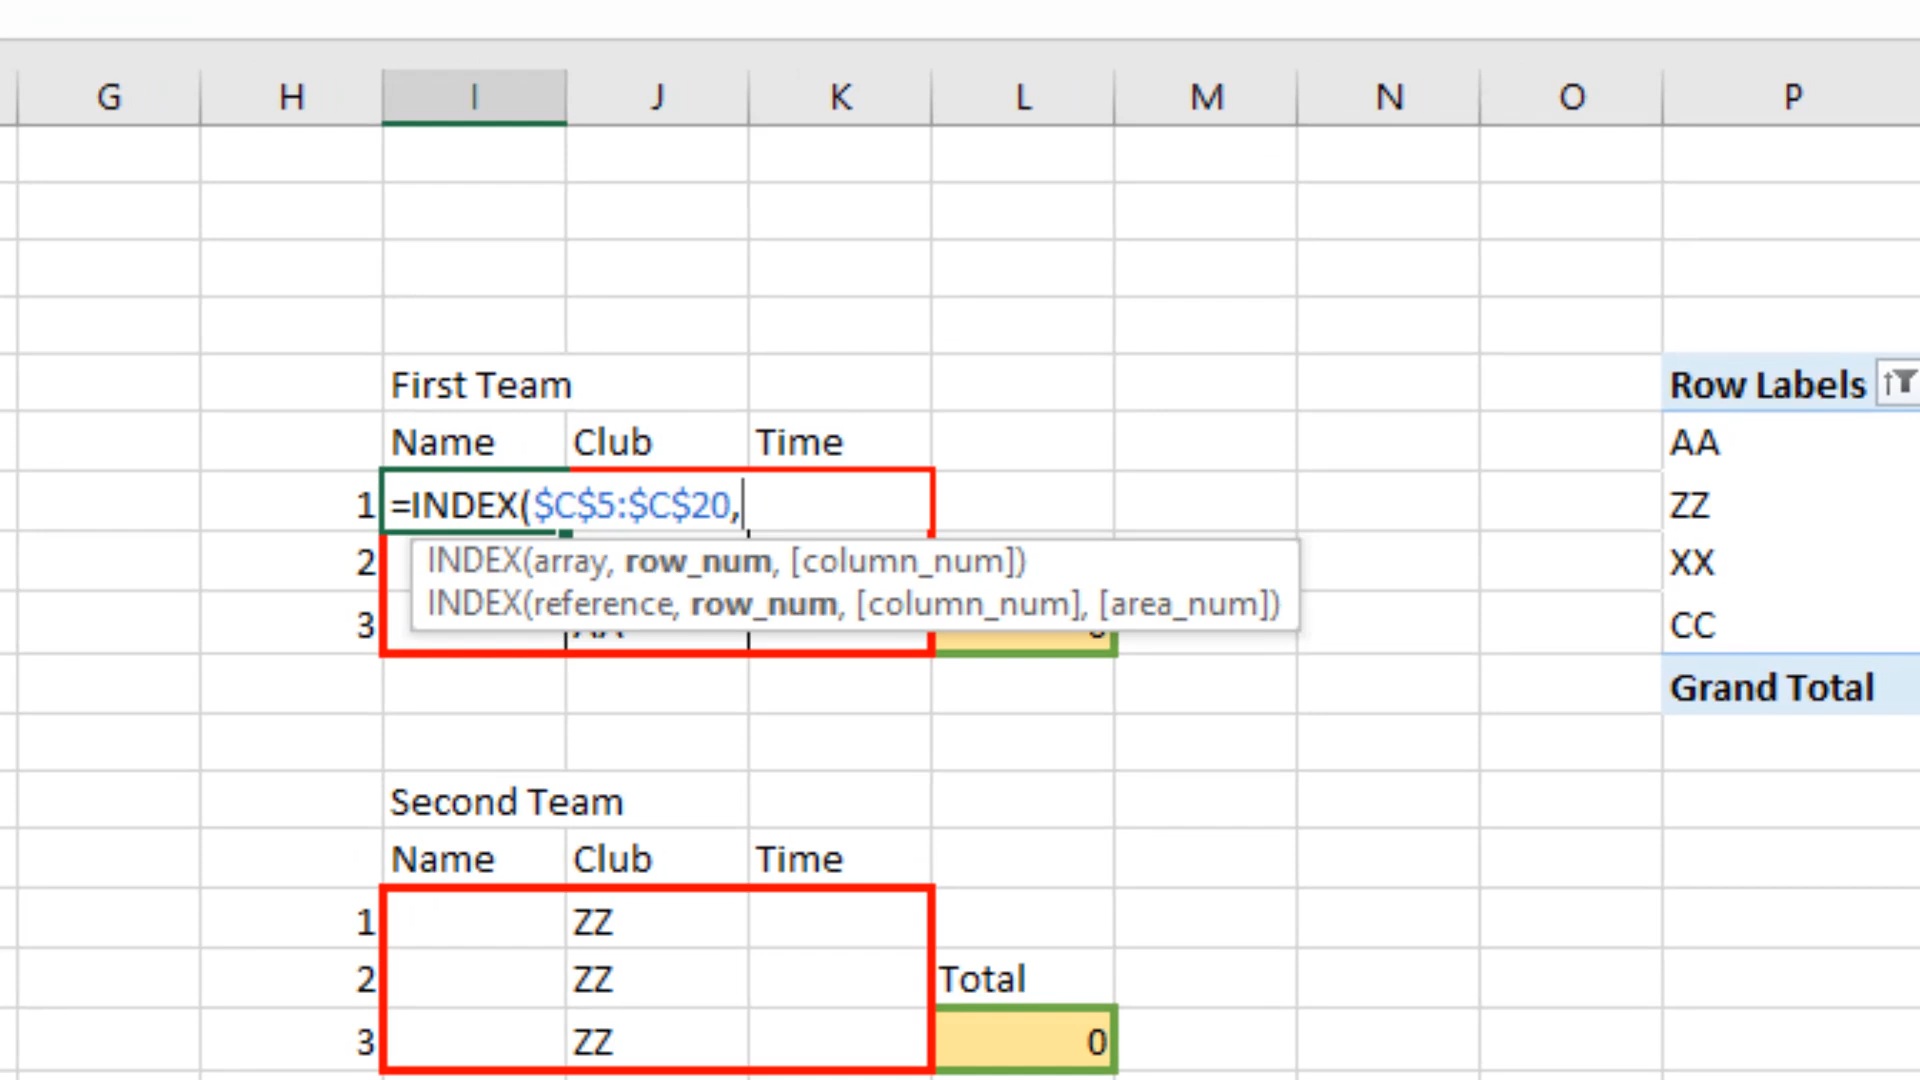 G H I J K L M N O P
First Team Row Labels
Name Club Time AA
1 =INDEX($C$5:$C$20, ZZ
2 INDEX(array, row_num, [column_num]) XX
INDEX(reference, row_num, [column_num], [area_num])
3 CC
Grand Total
Second Team
Name Club Time
1 ZZ
2 ZZ Total
3 ZZ 0